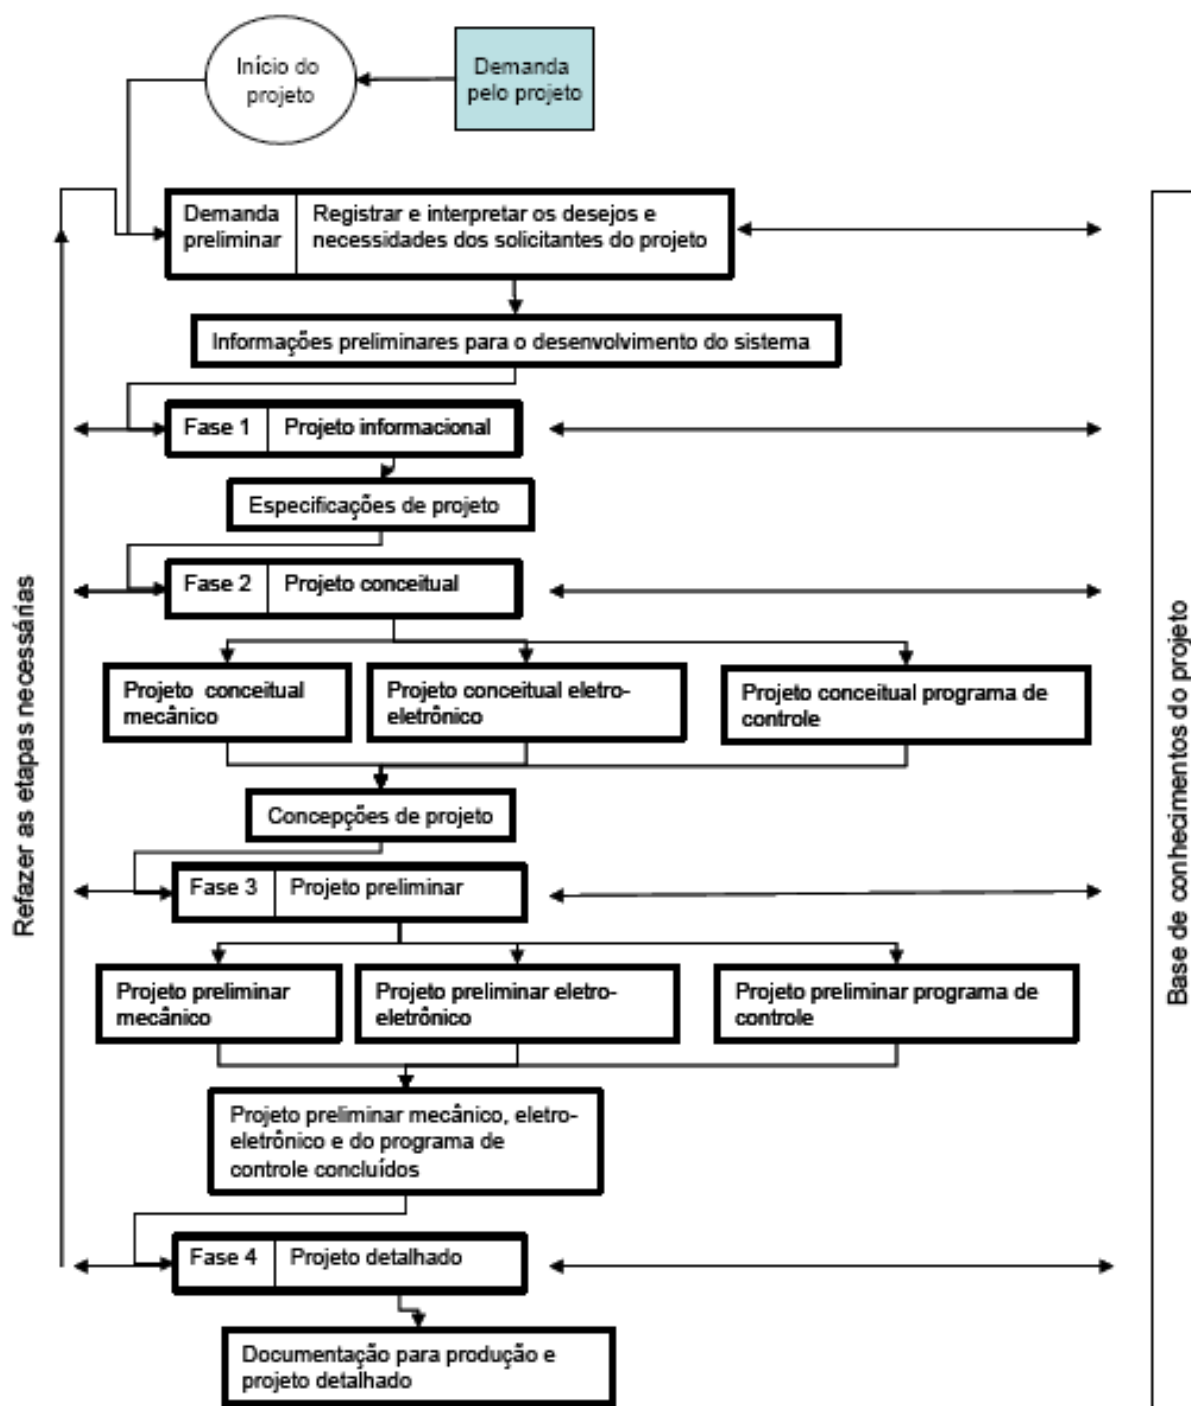 Início do
projeto
Demanda
pelo projeto
Demanda
preliminar
Registrar e interpretar os desejos e
necessidades dos solicitantes do projeto
Informações preliminares para o desenvolvimento do sistema
Fase 1
Projeto informacional
Especificações de projeto
Fase 2
Projeto conceitual
Projeto conceitual
mecânico
Projeto conceitual eletro-
eletrônico
Projeto conceitual programa de
controle
Concepções de projeto
Fase 3
Projeto preliminar
Projeto preliminar
mecânico
Projeto preliminar eletro-
eletrônico
Projeto preliminar programa de
controle
Projeto preliminar mecânico, eletro-
eletrônico e do programa de
controle concluídos
Fase 4
Projeto detalhado
Documentação para produção e
projeto detalhado
Refazer as etapas necessárias
Base de conhecimentos do projeto